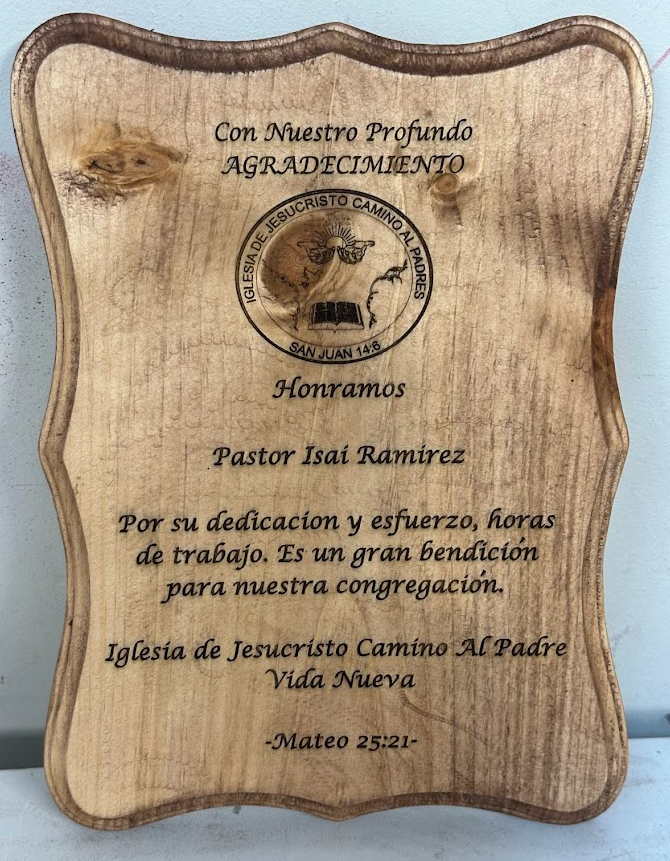 Con Nuestro Profundo
AGRADECIMIENTO
IGLESIA DE JESUCRISTO CAMINO AL PADRES
SAN JUAN 14:6
Honramos
Pastor Isai Ramirez
Por su dedicacion y esfuerzo, horas
de trabajo. Es un gran bendición
para nuestra congregación.
Iglesia de Jesucristo Camino Al Padre
Vida Nueva
-Mateo 25:21-